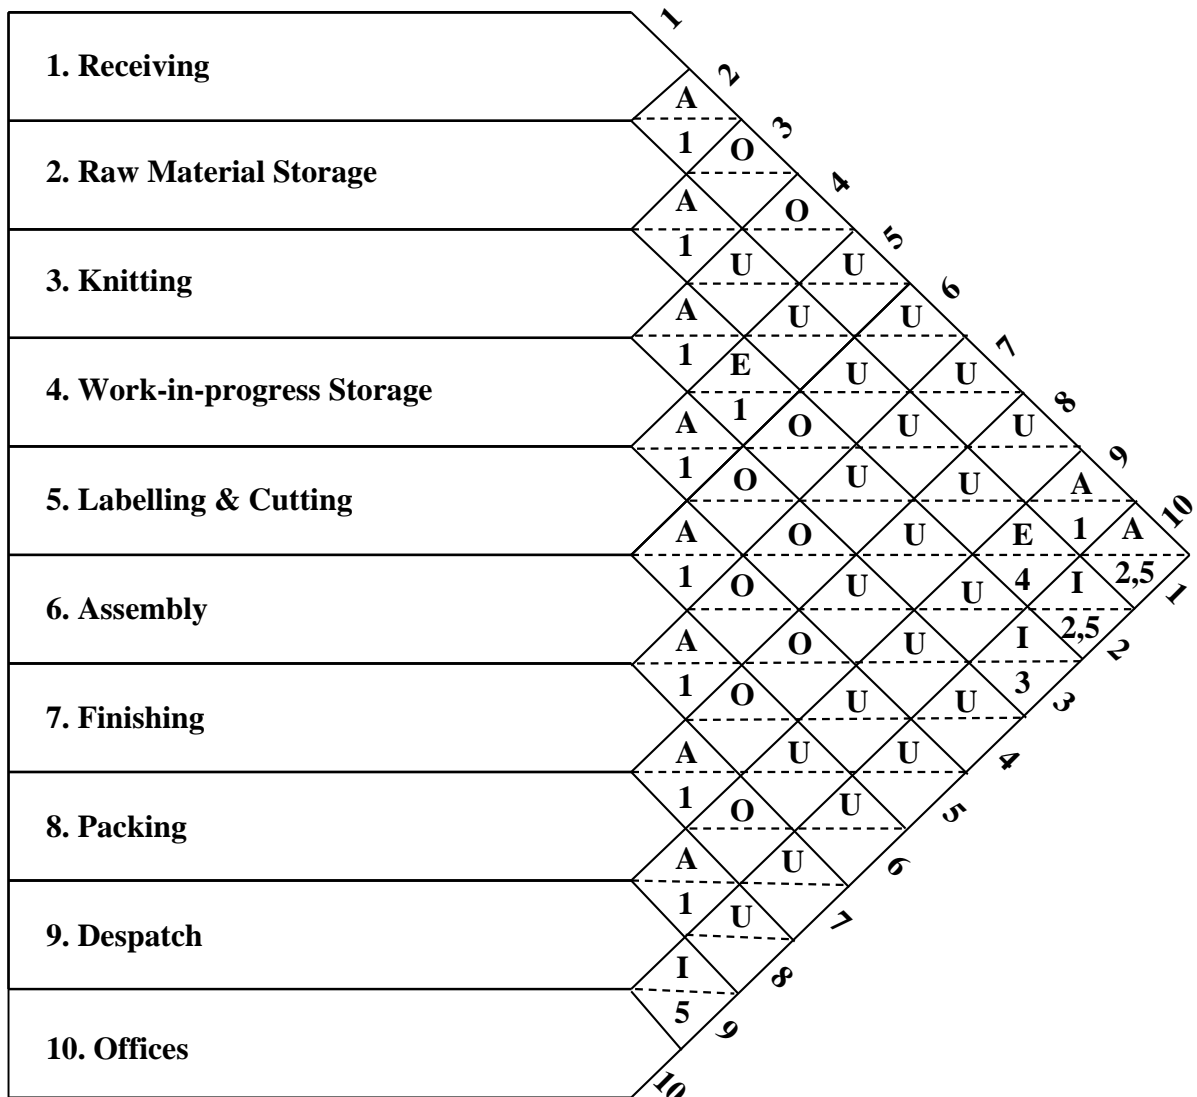 1
1. Receiving
2
A
3
1 O
2. Raw Material Storage
4
A O
5
1 U U
3. Knitting
6
A U U
7
1 E U U
4. Work-in-progress Storage
8
1
A O U U
9
1 O U U A
5. Labelling & Cutting
10
A O U E 1 A
1 O U U 4 I 2,5
1
6. Assembly
2,5
A O U I
2
1 O U U 3
3
7. Finishing
A U U
4
1 O U
5
8. Packing
A U
6
1 U
7
9. Despatch
I
8
5
9
10. Offices
10